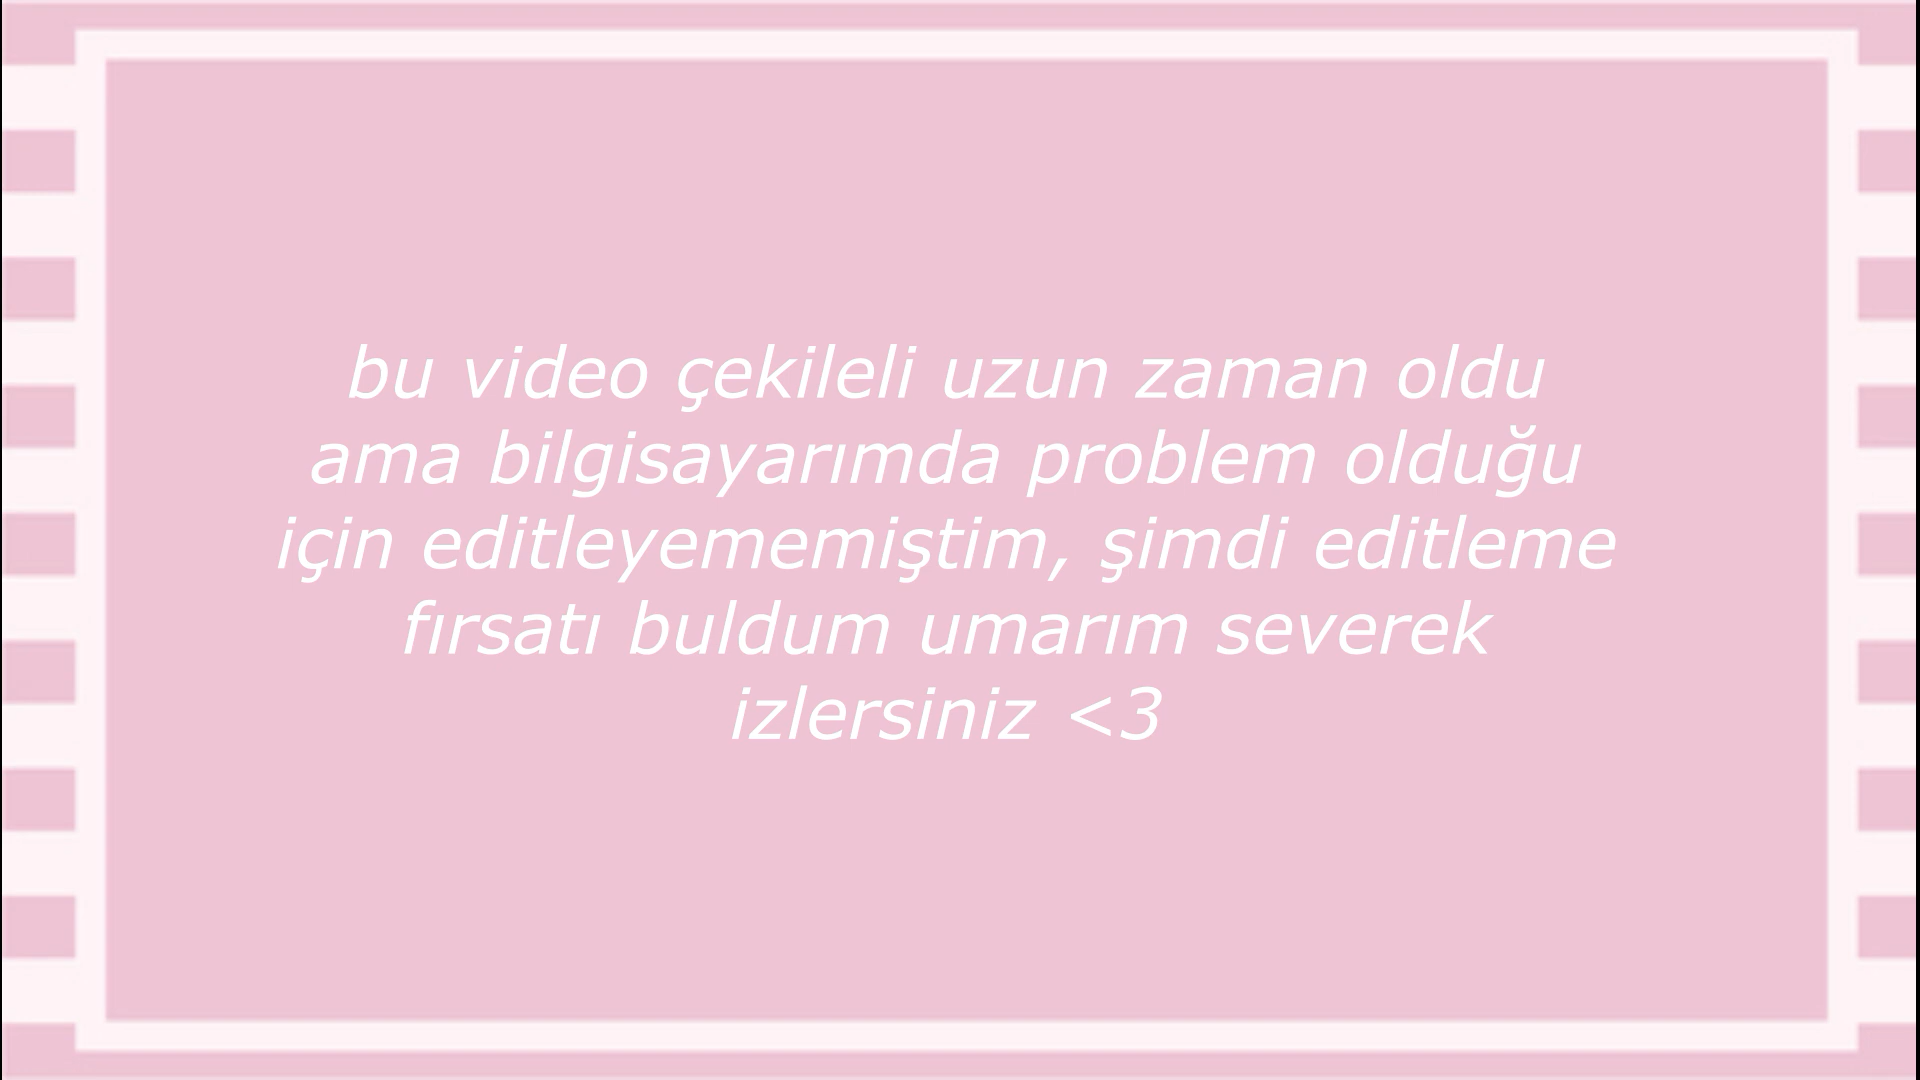 bu video çekileli uzun zaman oldu
ama bilgisayarımda problem olduğu
için editleyememiştim, şimdi editleme
fırsatı buldum umarım severek
izlersiniz <3